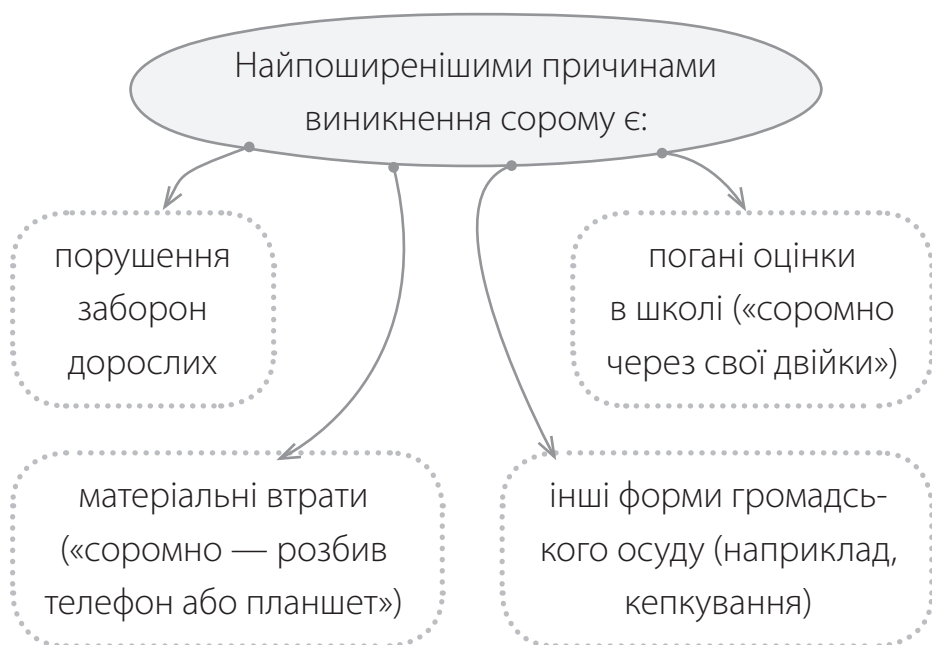 Найпоширенішими причинами
виникнення сорому є:
порушення
заборон
дорослих
погані оцінки
в школі («соромно
через свої двійки»)
матеріальні втрати
(«соромно — розбив
телефон або планшет»)
інші форми громадсь-
кого осуду (наприклад,
кепкування)